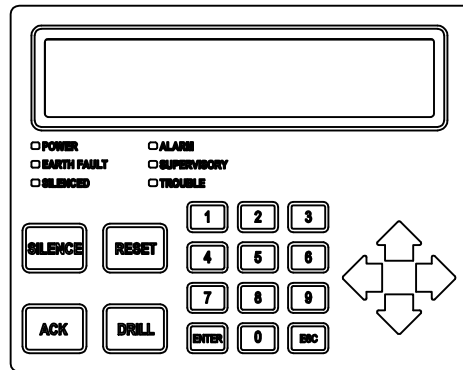 POWER ALARM
EARTH FAULT SUPERVISORY
SILENCED TROUBLE
1 2 3
SILENCE RESET
4 5 6
7 8 9
ACK DRILL
ENTER 0 ESC